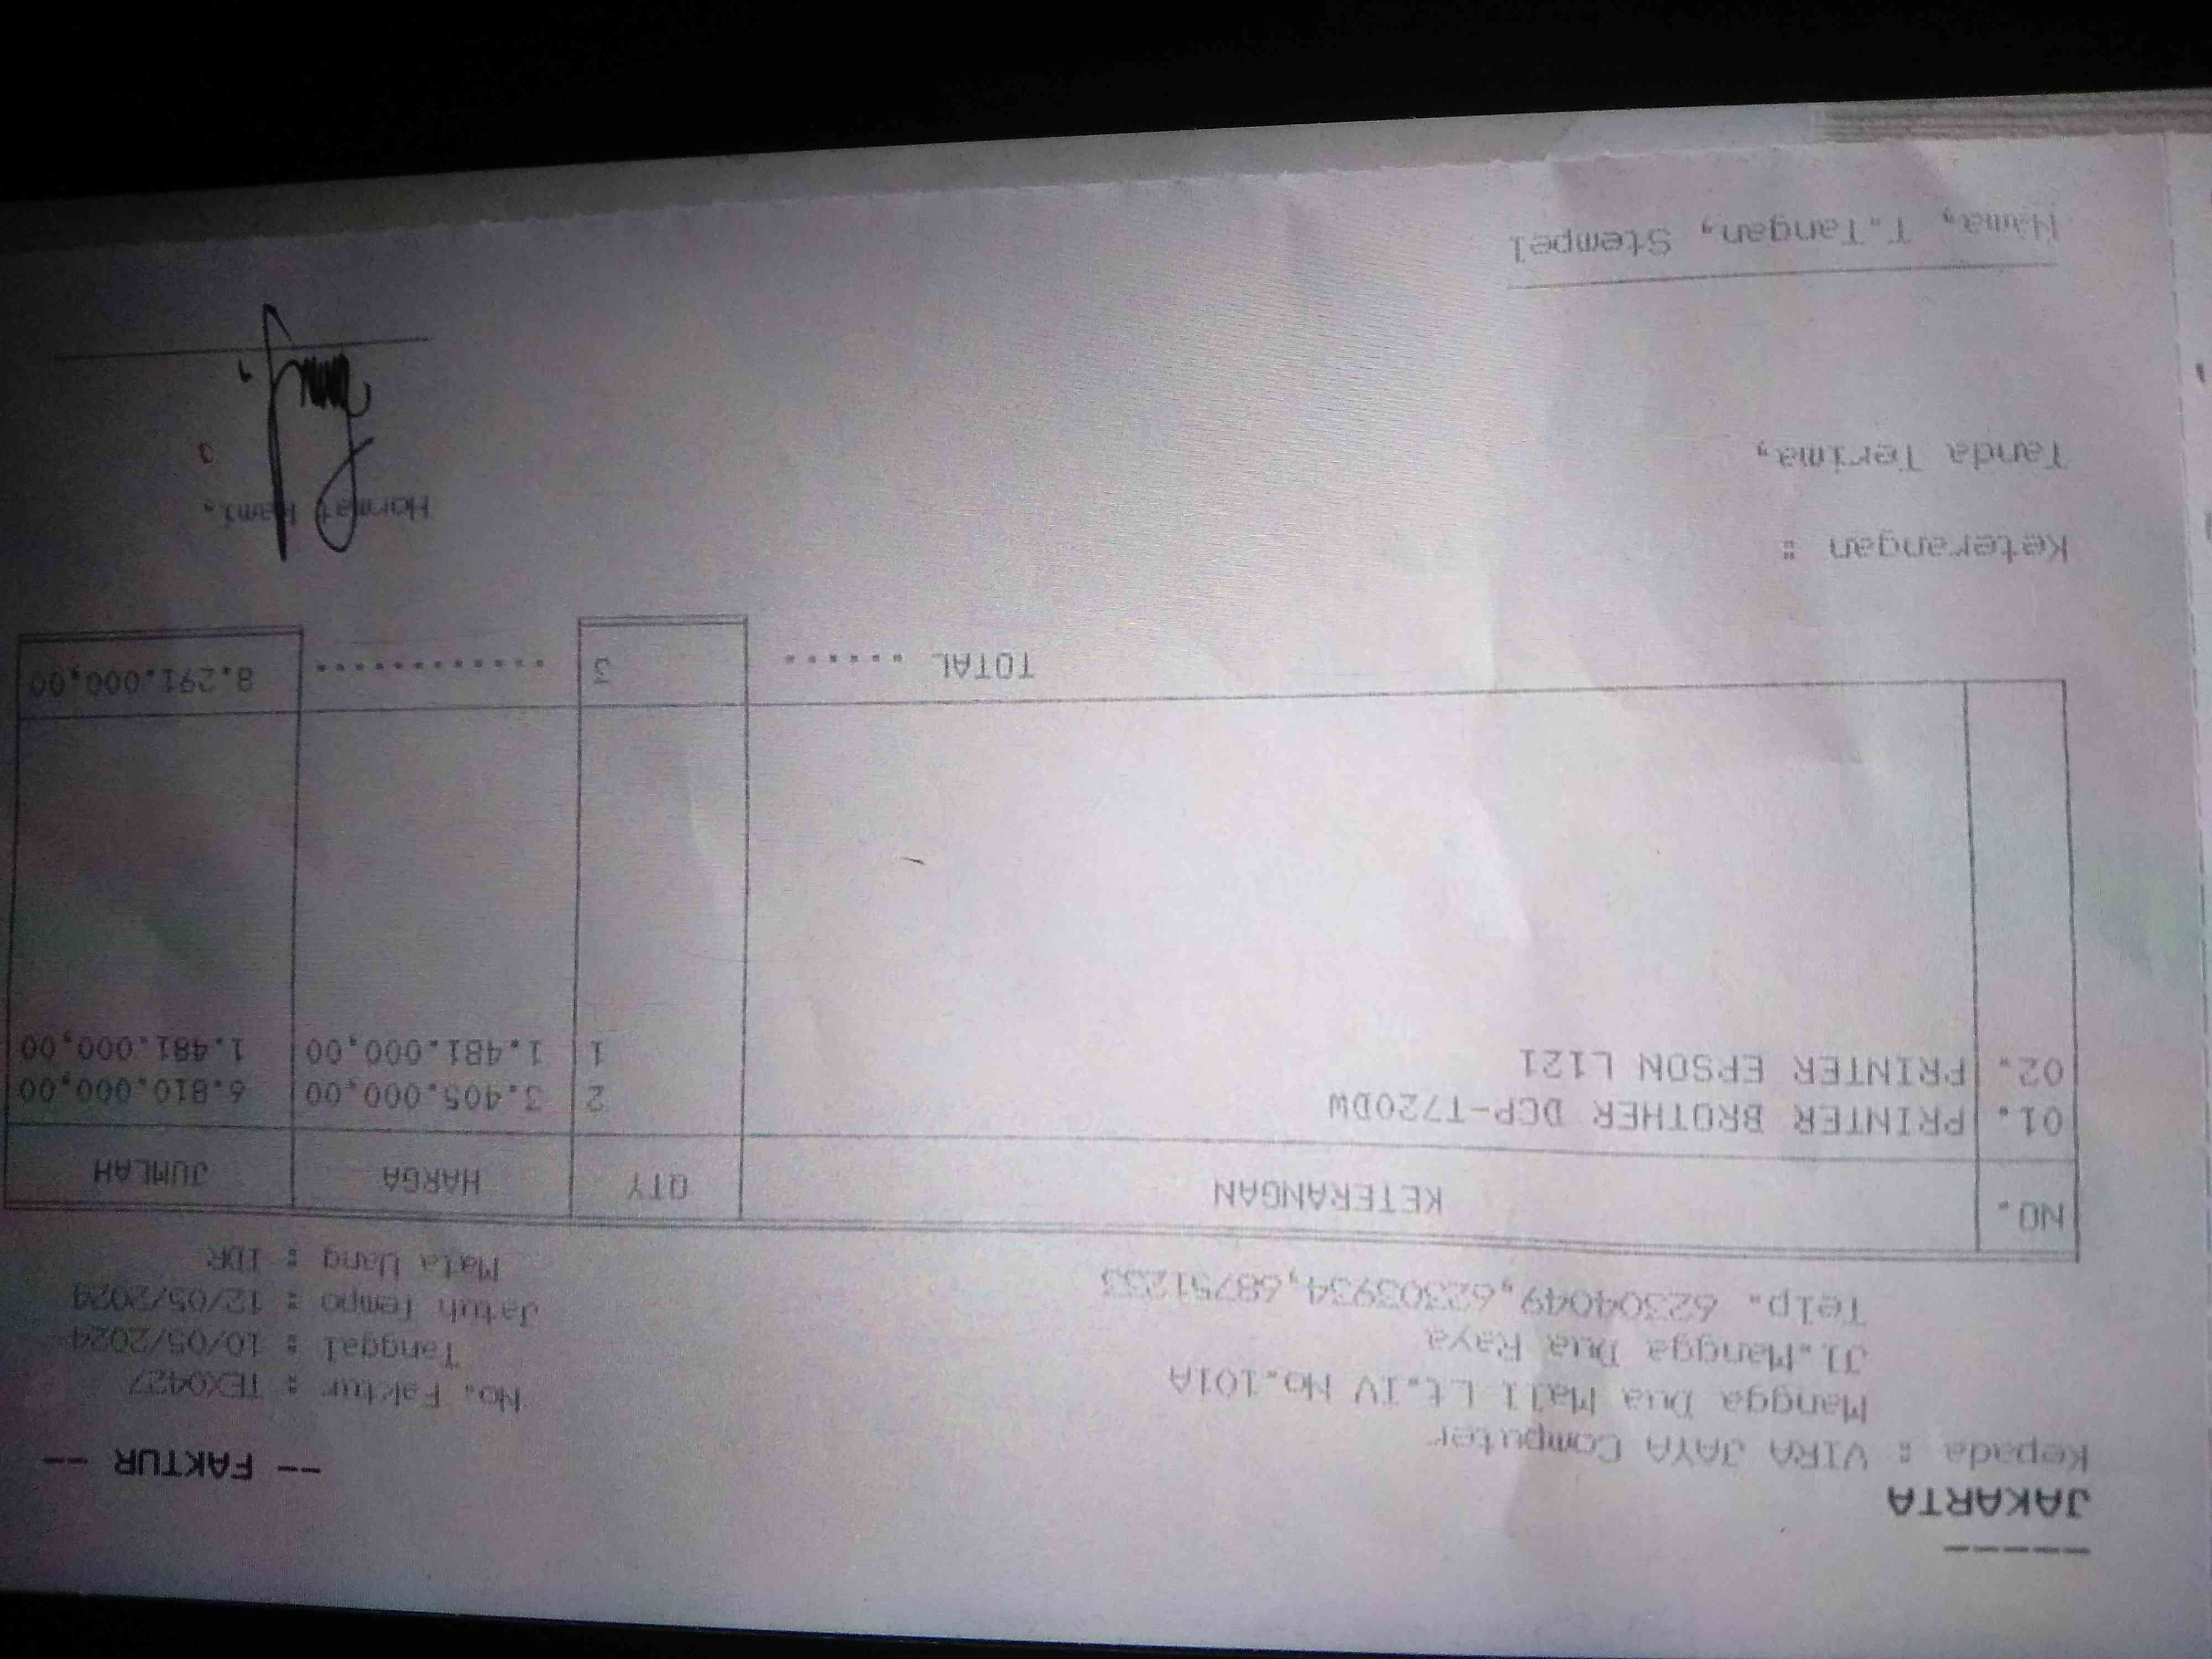 -----
JAKARTA
Kepada : VIRA JAYA Computer
-- FAKTUR --
Mangga Dua Mall Lt.IV No.101A
No. Faktur : TEX0427
Jl.Mangga Dua Raya
Tanggal : 10/05/2024
Telp. 62304049,62303934,68751233
Jatuh Tempo : 12/05/2024
Mata Uang : IDR
NO. KETERANGAN QTY HARGA JUMLAH
01. PRINTER BROTHER DCP-T720DW 2 3.405.000,00 6.810.000,00
02. PRINTER EPSON L121 1 1.481.000,00 1.481.000,00
TOTAL ...... 3 ............ 8.291.000,00
Keterangan :
Tanda Terima, Hormat Kami,
Nama, T.Tangan, Stempel